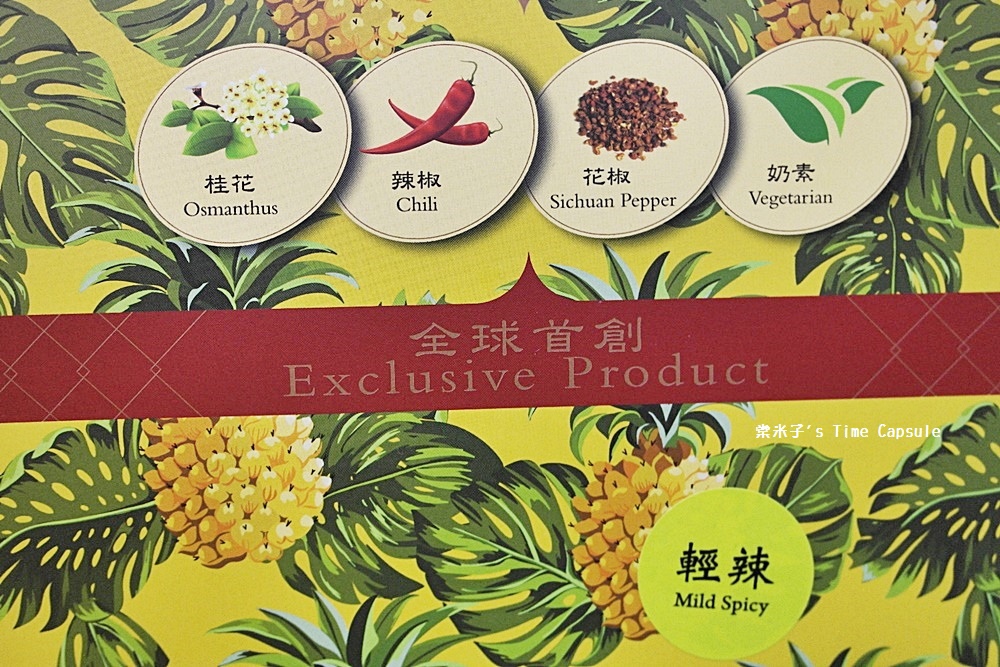 桂花
Osmanthus
辣椒
Chili
花椒
Sichuan Pepper
奶素
Vegetarian
全球首創
Exclusive Product
棠米子's Time Capsule
輕辣
Mild Spicy